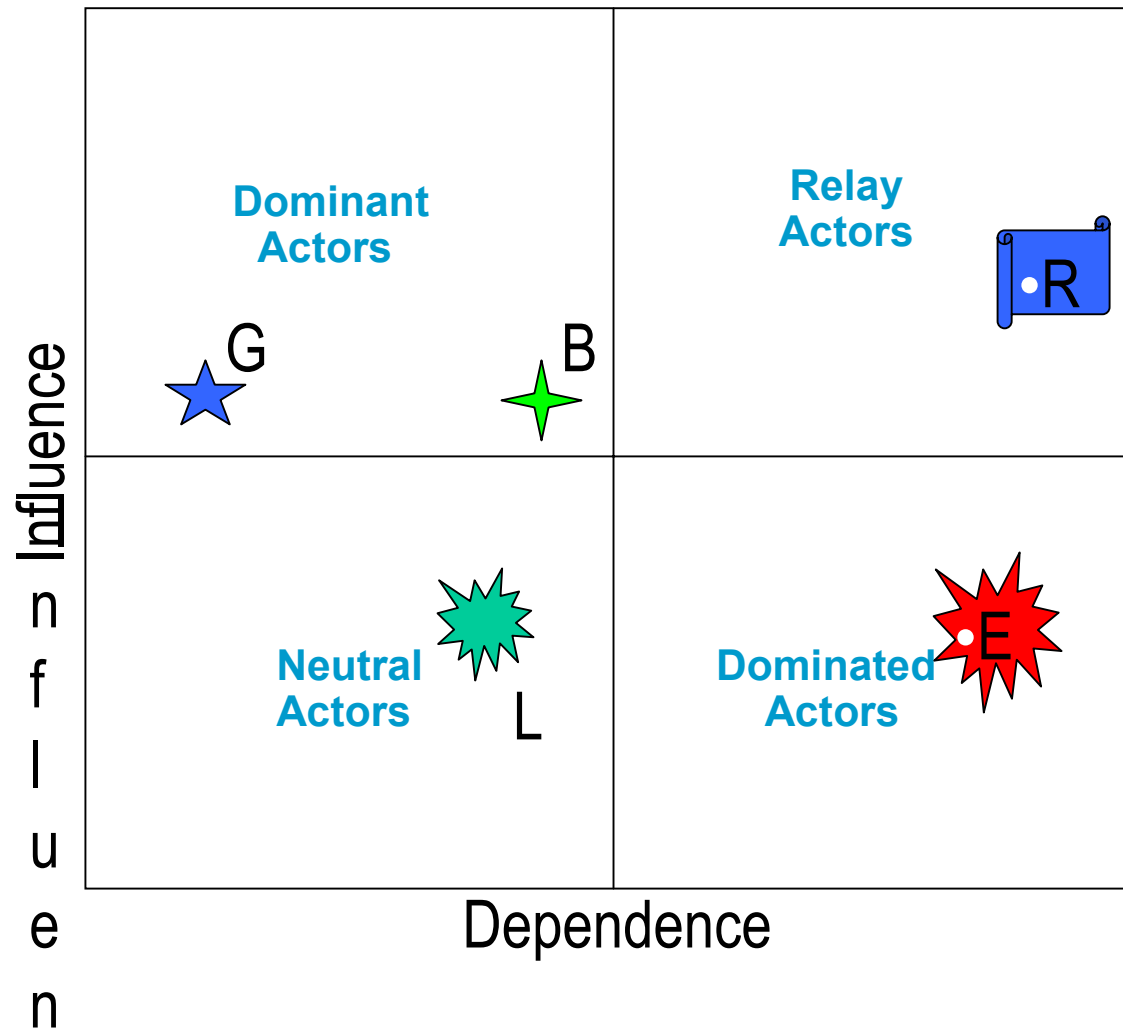 Dominant
Actors
Relay
Actors
R
G
B
Influence
I
n
f
l
u
e
n
Neutral
Actors
L
Dominated
Actors
E
Dependence